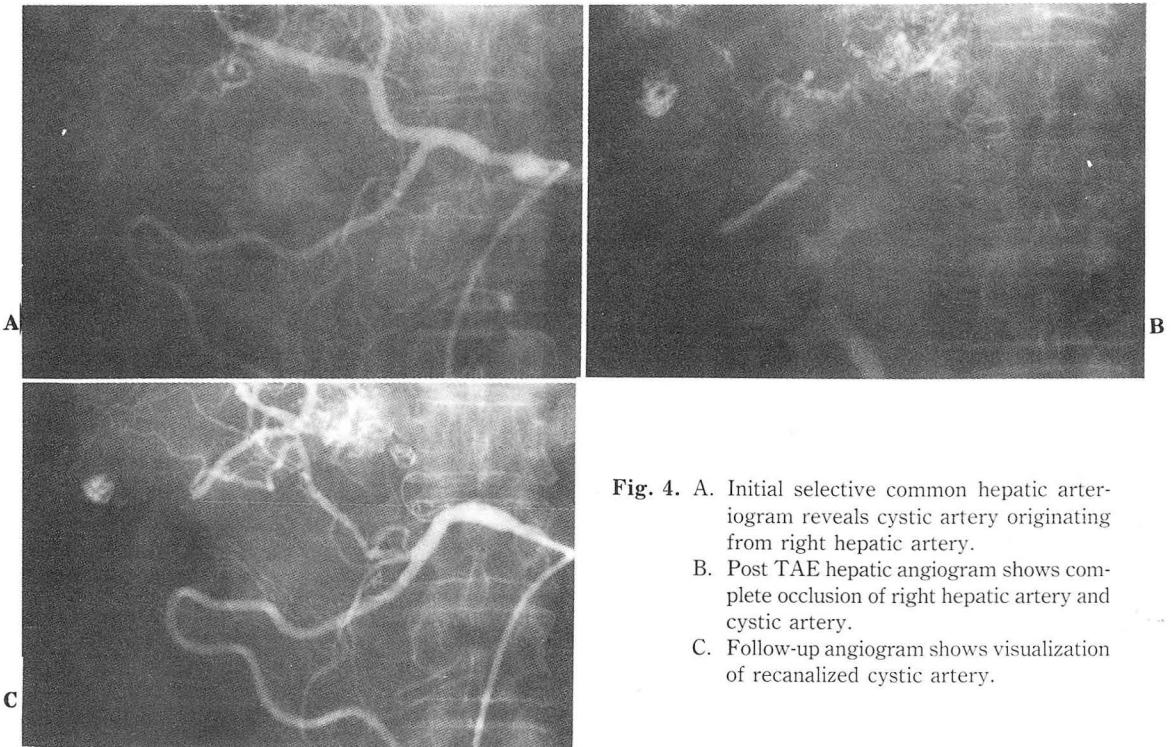 A
B
C
Fig. 4. A. Initial selective common hepatic arter-
iogram reveals cystic artery originating
from right hepatic artery.
B. Post TAE hepatic angiogram shows com-
plete occlusion of right hepatic artery and
cystic artery.
C. Follow-up angiogram shows visualization
of recanalized cystic artery.